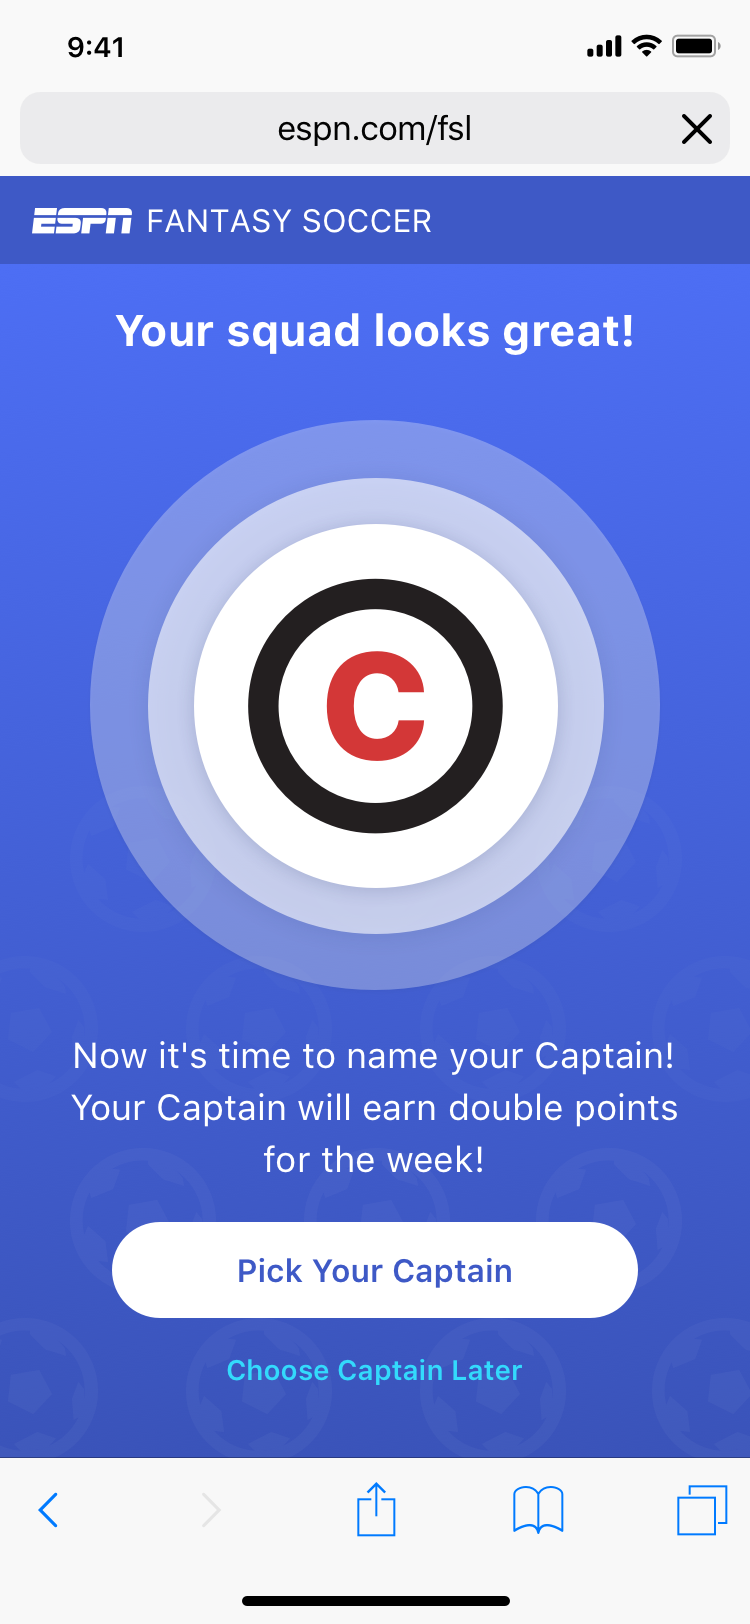 9:41
espn.com/fsl
ESPN FANTASY SOCCER
Your squad looks great!
C
Now it's time to name your Captain!
Your Captain will earn double points
for the week!
Pick Your Captain
Choose Captain Later